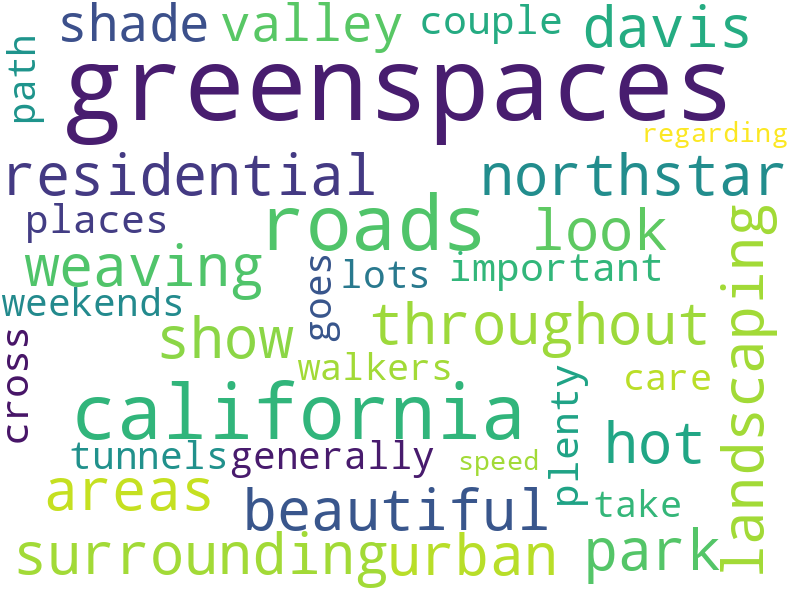 shade valley couple davis
path greenspaces
regarding
residential northstar
places roads look
weaving goes lots important landscaping
weekends
cross show throughout
walkers plenty care
california
tunnels generally speed hot
areas beautiful take
surrounding urban park